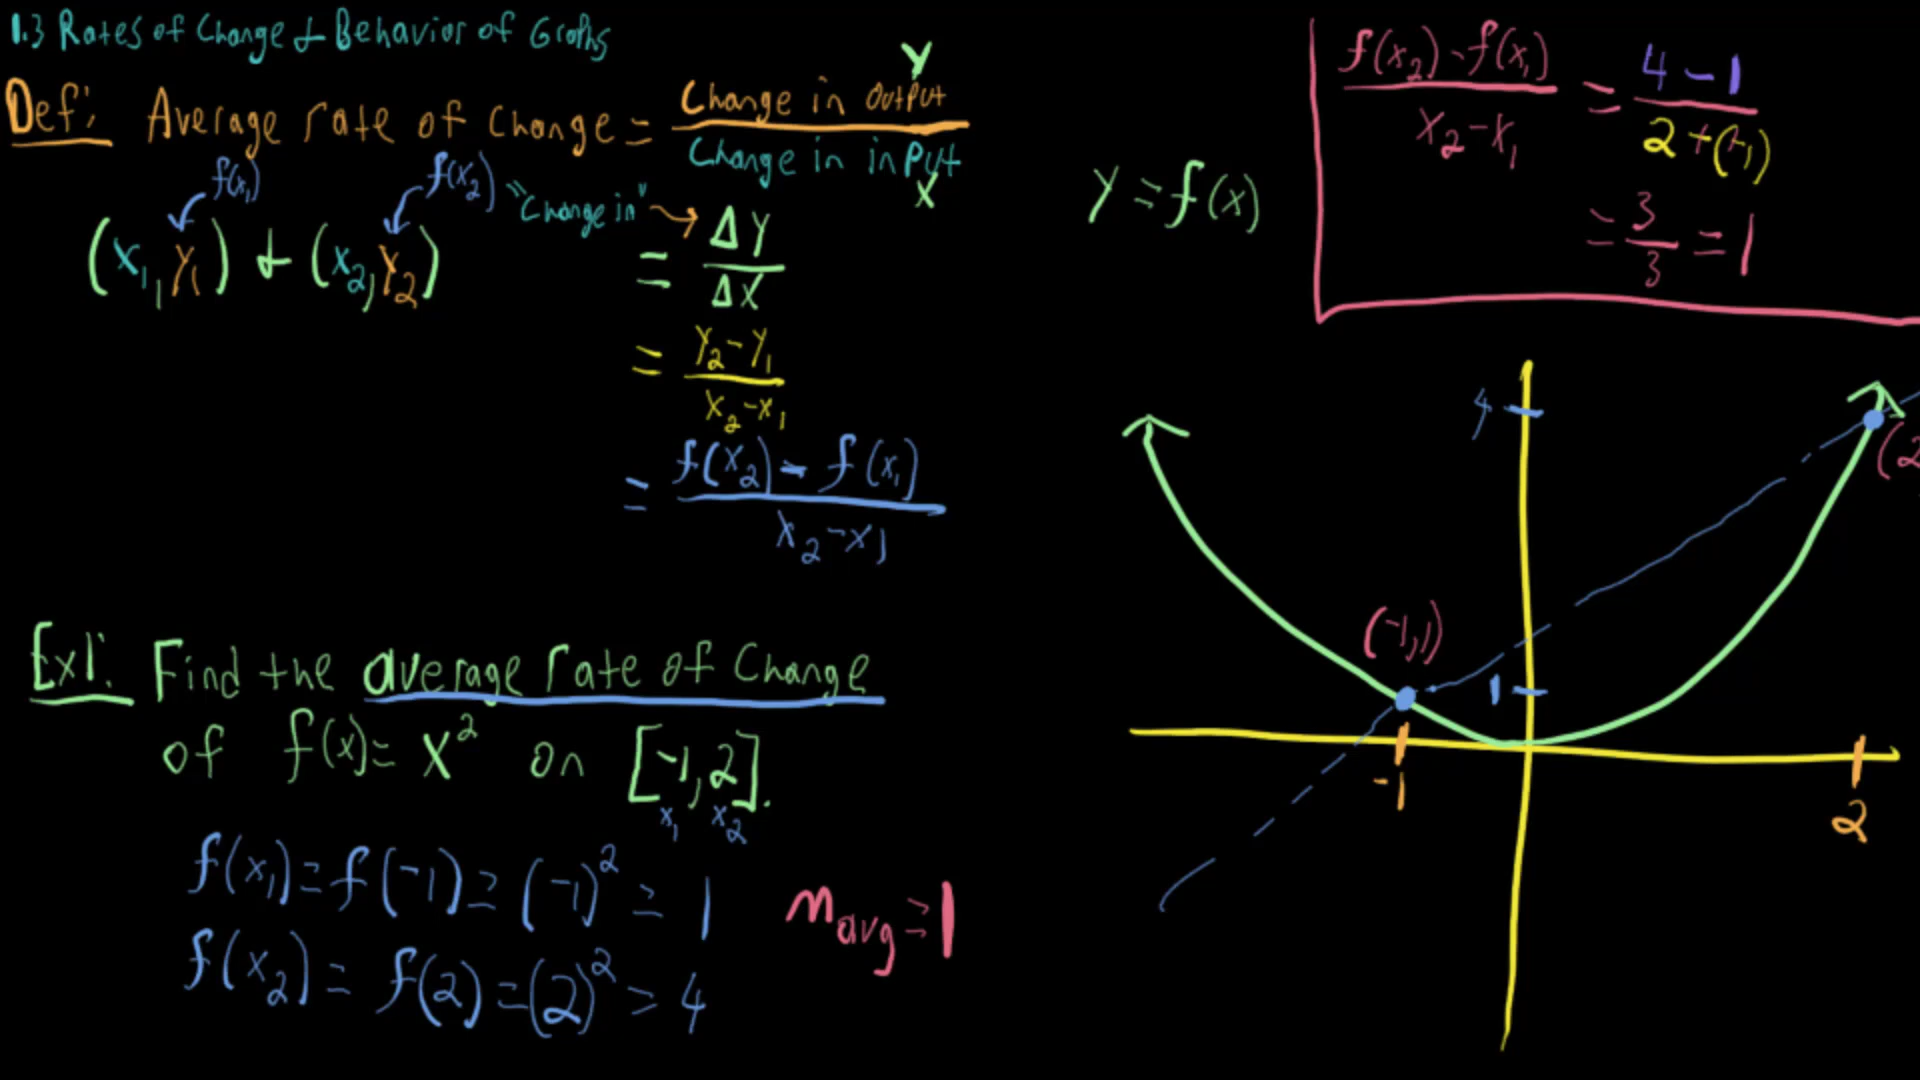 1.3 Rates of Change & Behavior of Graphs
Def: Average rate of change = Change in output / Change in input
y
x
f(x₁) f(x₂) "Change in" →
(x₁, y₁) & (x₂, y₂)
= Δy / Δx
= y₂ - y₁ / x₂ - x₁
= f(x₂) - f(x₁) / x₂ - x₁
Ex1: Find the average rate of change
of f(x) = x² on [-1, 2].
x₁ x₂
f(x₁) = f(-1) = (-1)² = 1
f(x₂) = f(2) = (2)² = 4
m avg = 1
y = f(x)
f(x₂) - f(x₁) / x₂ - x₁ = 4 - 1 / 2 + (+1)
= 3 / 3 = 1
4
(2
(-1, 1)
1
-1
2